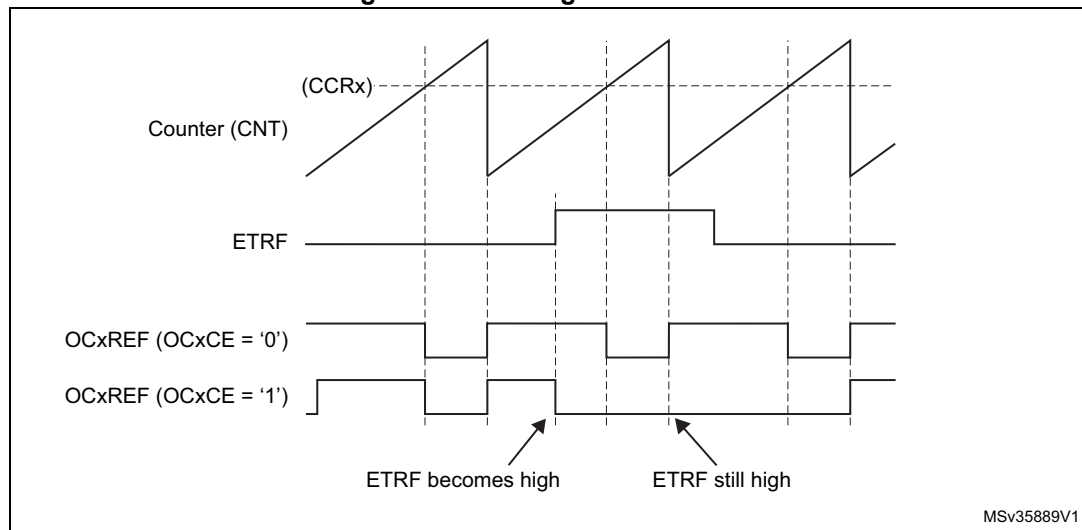 (CCRx)
Counter (CNT)
ETRF
OCxREF (OCxCE = ‘0’)
OCxREF (OCxCE = ‘1’)
ETRF becomes high
ETRF still high
MSv35889V1